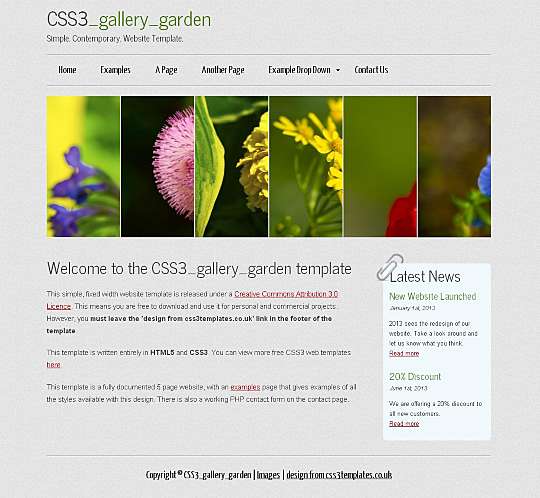 CSS3_gallery_garden
Simple. Contemporary. Website Template.
Home Examples A Page Another Page Example Drop Down Contact Us
Welcome to the CSS3_gallery_garden template
This simple, fixed width website template is released under a Creative Commons Attribution 3.0
Licence. This means you are free to download and use it for personal and commercial projects.
However, you must leave the 'design from css3templates.co.uk' link in the footer of the
template.
This template is written entirely in HTML5 and CSS3. You can view more free CSS3 web templates
here.
This template is a fully documented 5 page website, with an examples page that gives examples of all
the styles available with this design. There is also a working PHP contact form on the contact page.
Latest News
New Website Launched
January 1st, 2013
2013 sees the redesign of our
website. Take a look around and
let us know what you think.
Read more
20% Discount
June 1st, 2013
We are offering a 20% discount to
all new customers.
Read more
Copyright © CSS3_gallery_garden | Images | design from css3templates.co.uk